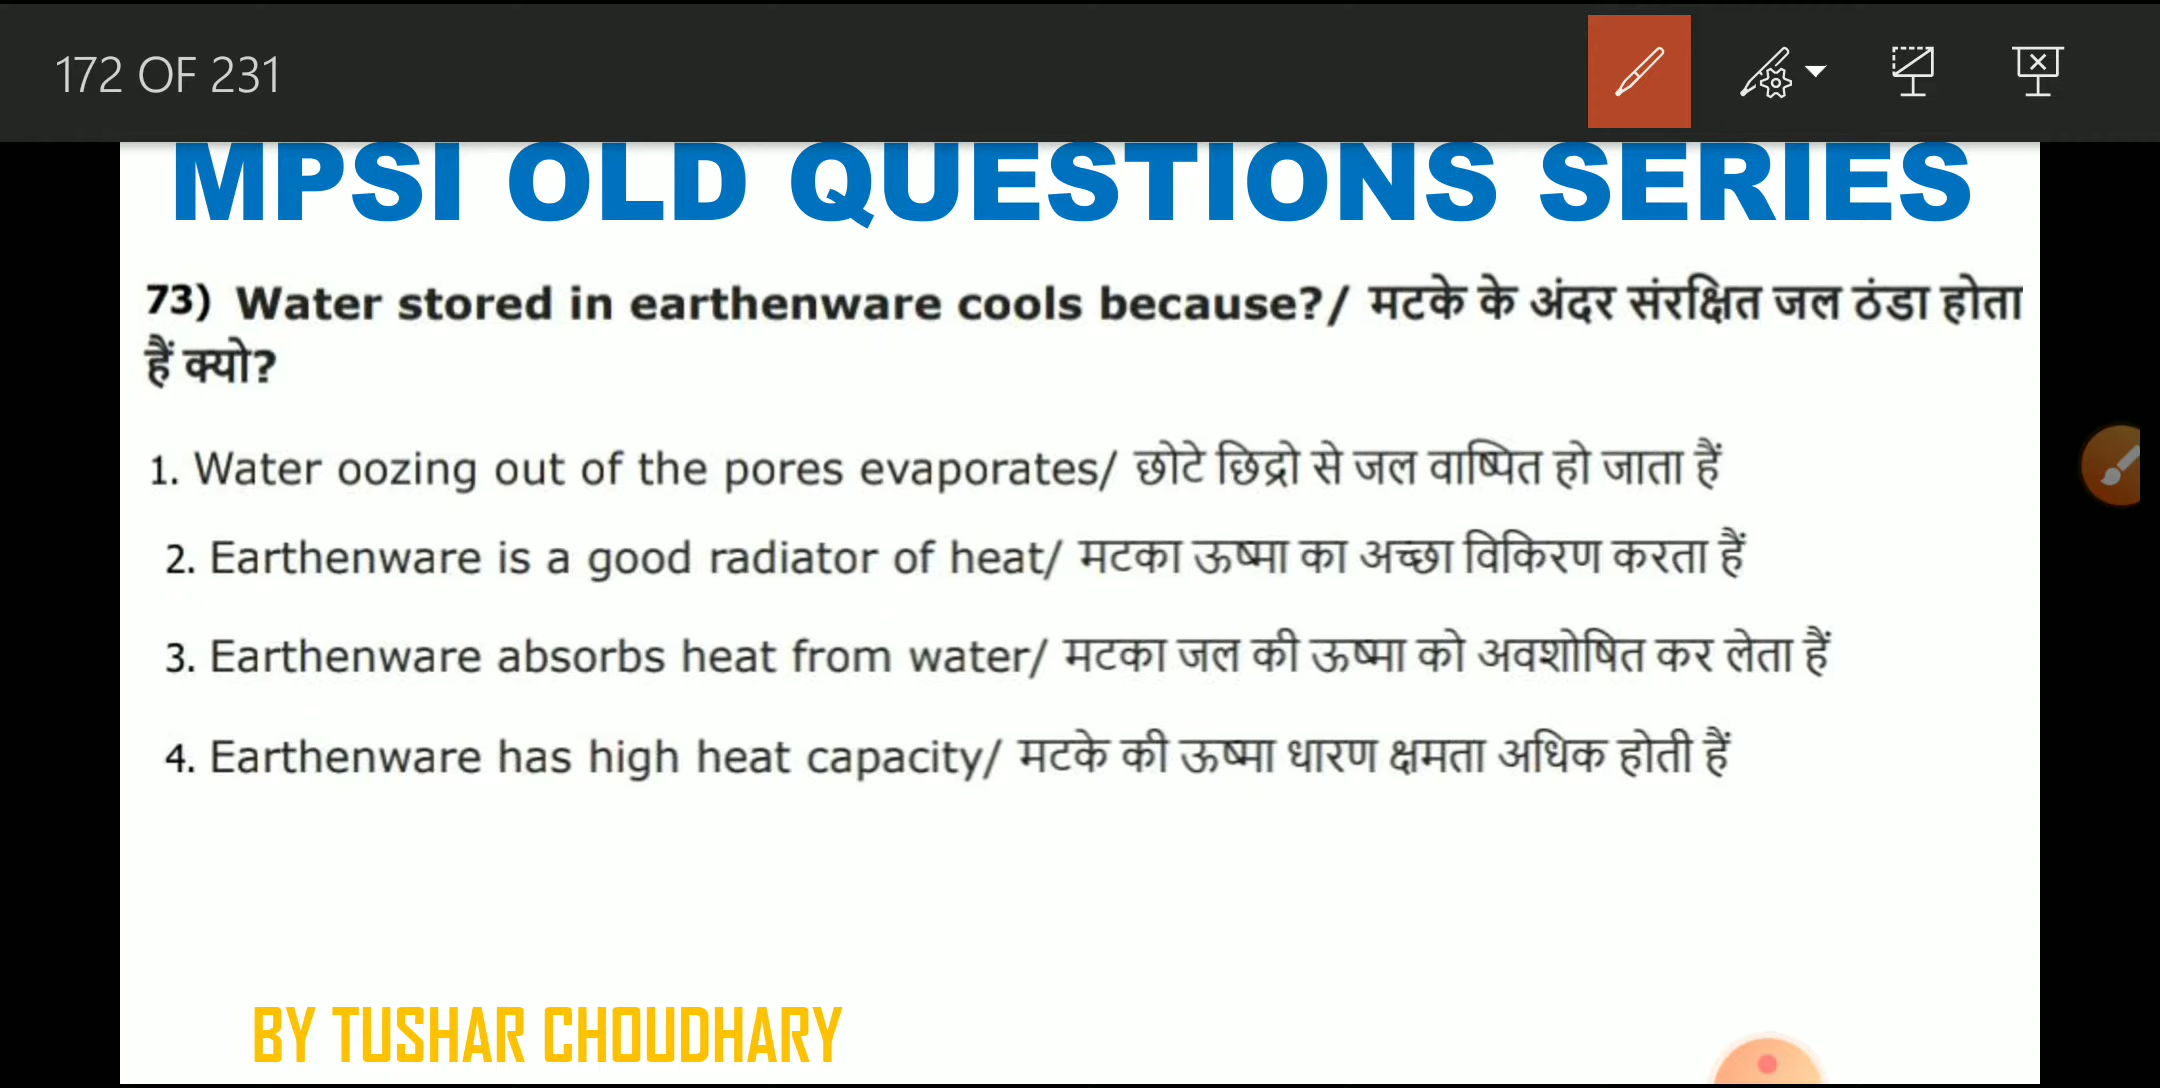 172 OF 231
MPSI OLD QUESTIONS SERIES
73) Water stored in earthenware cools because?/ मटके के अंदर संरक्षित जल ठंडा होता
हैं क्यो?
1. Water oozing out of the pores evaporates/ छोटे छिद्रो से जल वाष्पित हो जाता हैं
2. Earthenware is a good radiator of heat/ मटका ऊष्मा का अच्छा विकिरण करता हैं
3. Earthenware absorbs heat from water/ मटका जल की ऊष्मा को अवशोषित कर लेता हैं
4. Earthenware has high heat capacity/ मटके की ऊष्मा धारण क्षमता अधिक होती हैं
BY TUSHAR CHOUDHARY